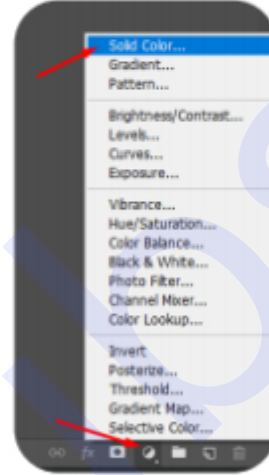 Solid Color...
Gradient...
Pattern...
Brightness/Contrast...
Levels...
Curves...
Exposure...
Vibrance...
Hue/Saturation...
Color Balance...
Black & White...
Photo Filter...
Channel Mixer...
Color Lookup...
Invert
Posterize...
Threshold...
Gradient Map...
Selective Color...
fx